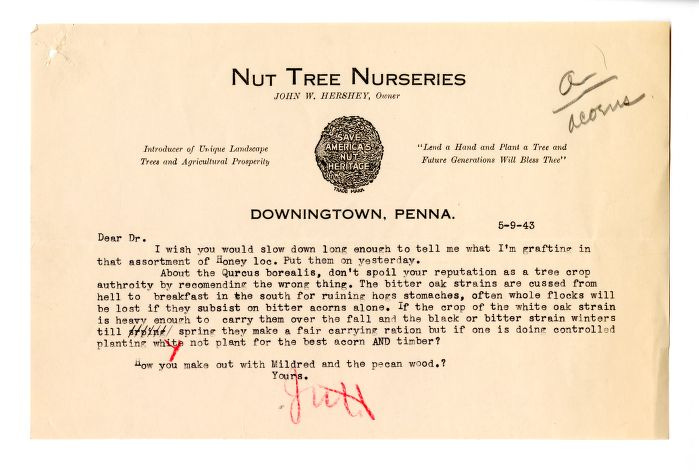 NUT TREE NURSERIES
JOHN W. HERSHEY, Owner
a
acorns
Introducer of Unique Landscape
Trees and Agricultural Prosperity
SAVE
AMERICA'S
NUT
HERITAGE
TRADE MARK
"Lend a Hand and Plant a Tree and
Future Generations Will Bless Thee"
DOWNINGTOWN, PENNA.
5-9-43
Dear Dr.
I wish you would slow down long enough to tell me what I'm grafting in
that assortment of Honey loc. Put them on yesterday.
About the Qurcus borealis, don't spoil your reputation as a tree crop
authroity by recomending the wrong thing. The bitter oak strains are cussed from
hell to breakfast in the south for ruining hogs stomaches, often whole flocks will
be lost if they subsist on bitter acorns alone. If the crop of the white oak strain
is heavy enough to carry them over the fall and the black or bitter strain winters
till spring they make a fair carrying ration but if one is doing controlled
planting why not plant for the best acorn AND timber?
How you make out with Mildred and the pecan wood.?
Yours.